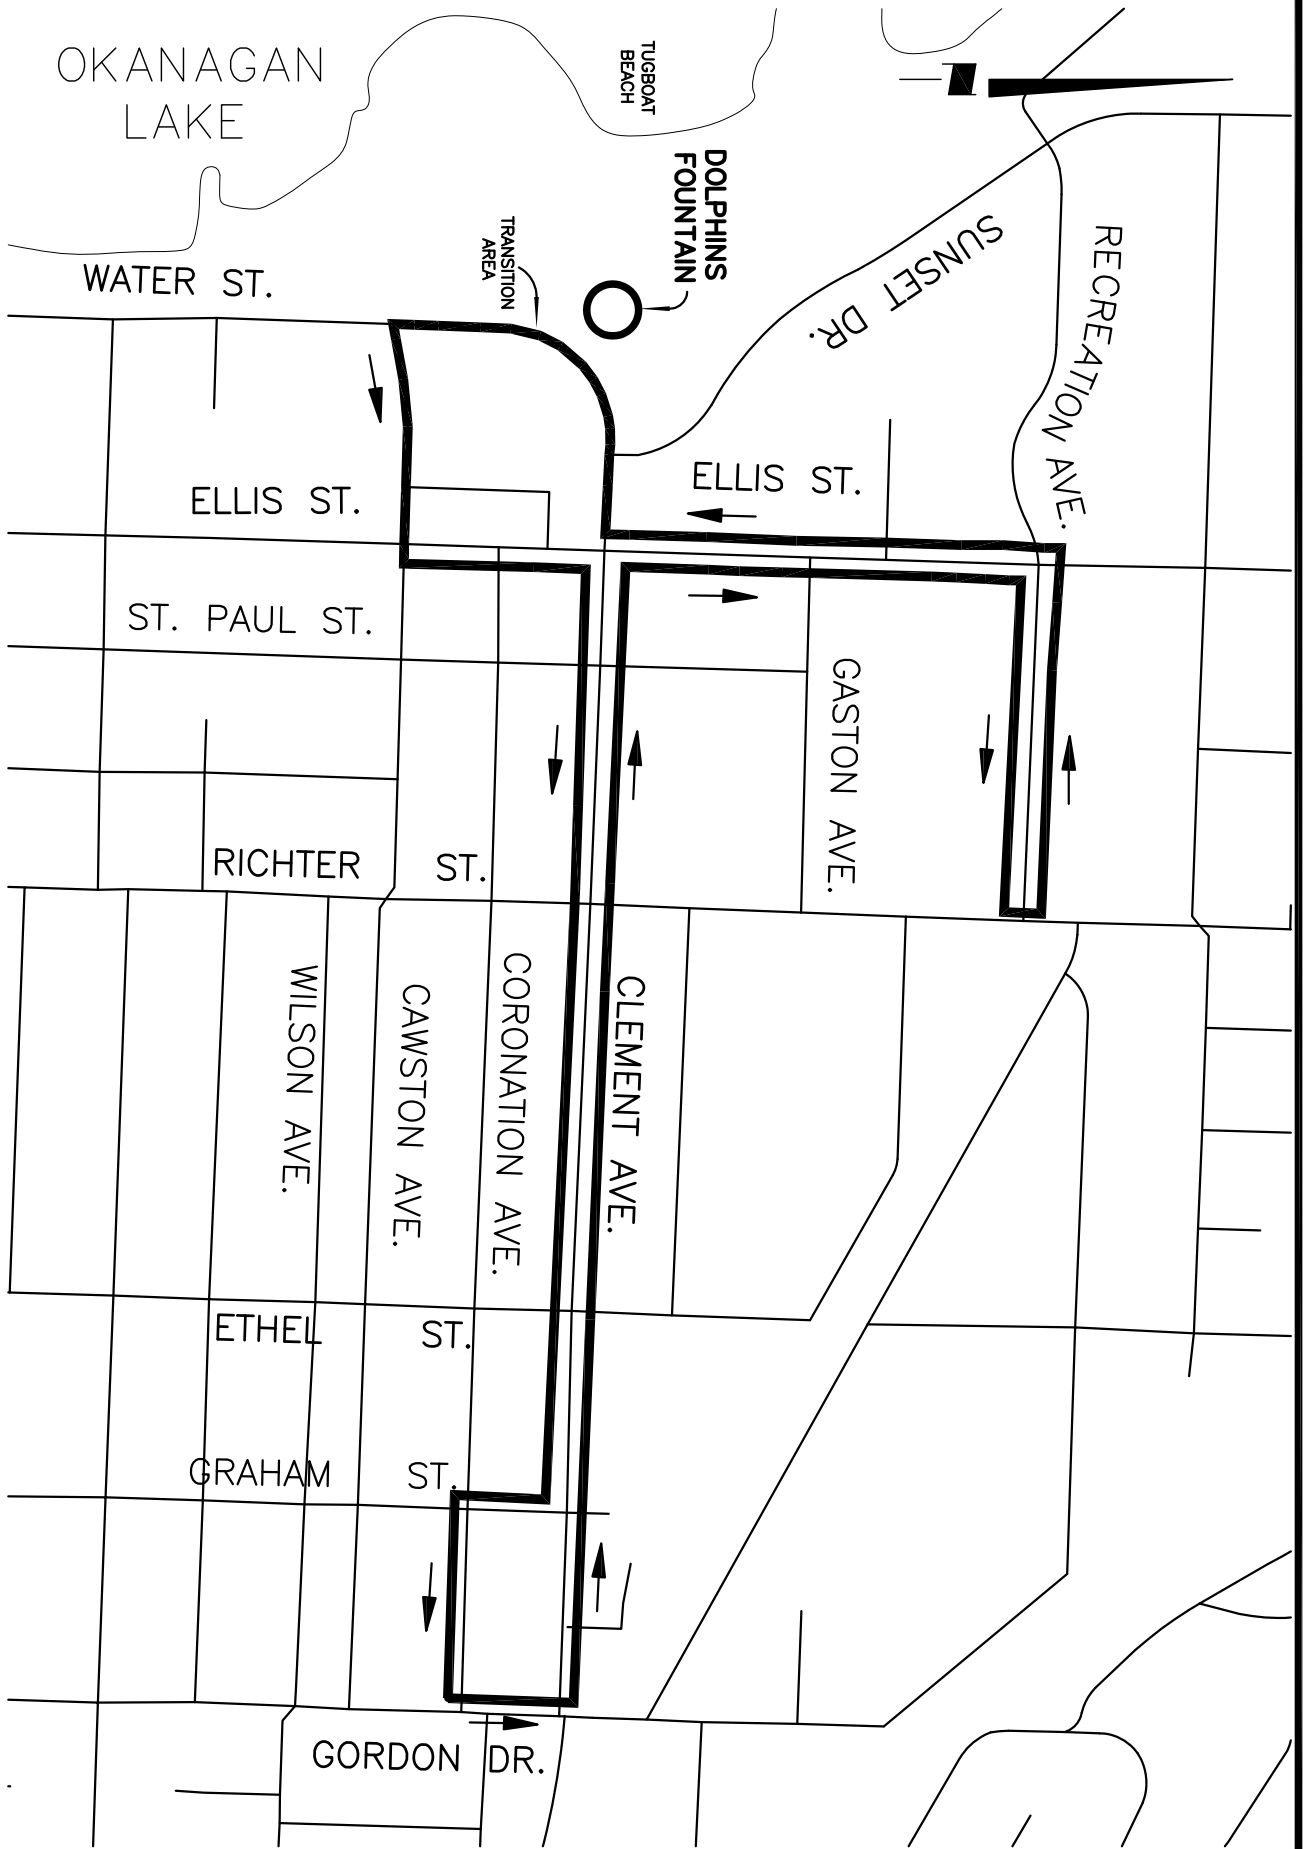 OKANAGAN
LAKE
TUGBOAT
BEACH
DOLPHINS
FOUNTAIN
TRANSITION
AREA
WATER ST.
SUNSET DR.
RECREATION AVE.
ELLIS ST.
ELLIS ST.
ST. PAUL ST.
GASTON AVE.
RICHTER ST.
WILSON AVE.
CAWSTON AVE.
CORONATION AVE.
CLEMENT AVE.
ETHEL ST.
GRAHAM ST.
GORDON DR.